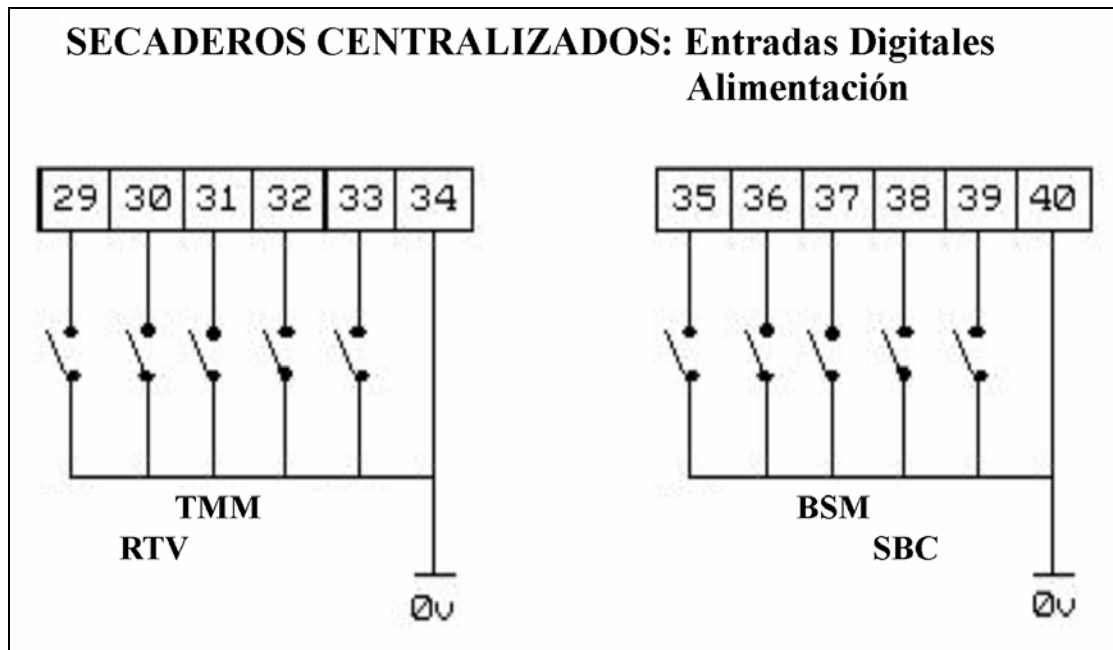 SECADEROS CENTRALIZADOS: Entradas Digitales
Alimentación
29 30 31 32 33 34
35 36 37 38 39 40
TMM
RTV
0v
BSM
SBC
0v